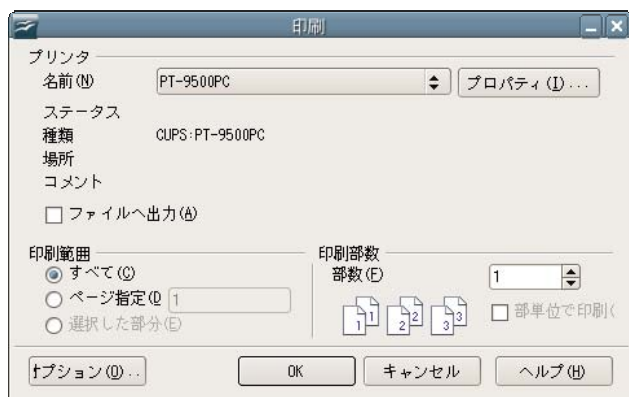 印刷
プリンタ
名前(N) PT-9500PC プロパティ(I)...
ステータス
種類 CUPS:PT-9500PC
場所
コメント
ファイルへ出力(A)
印刷範囲 印刷部数
すべて(C) 部数(F) 1
ページ指定(D 1
選択した部分(E)
1 1 2 2 3 3
部単位で印刷(
オプション(O).. OK キャンセル ヘルプ(H)